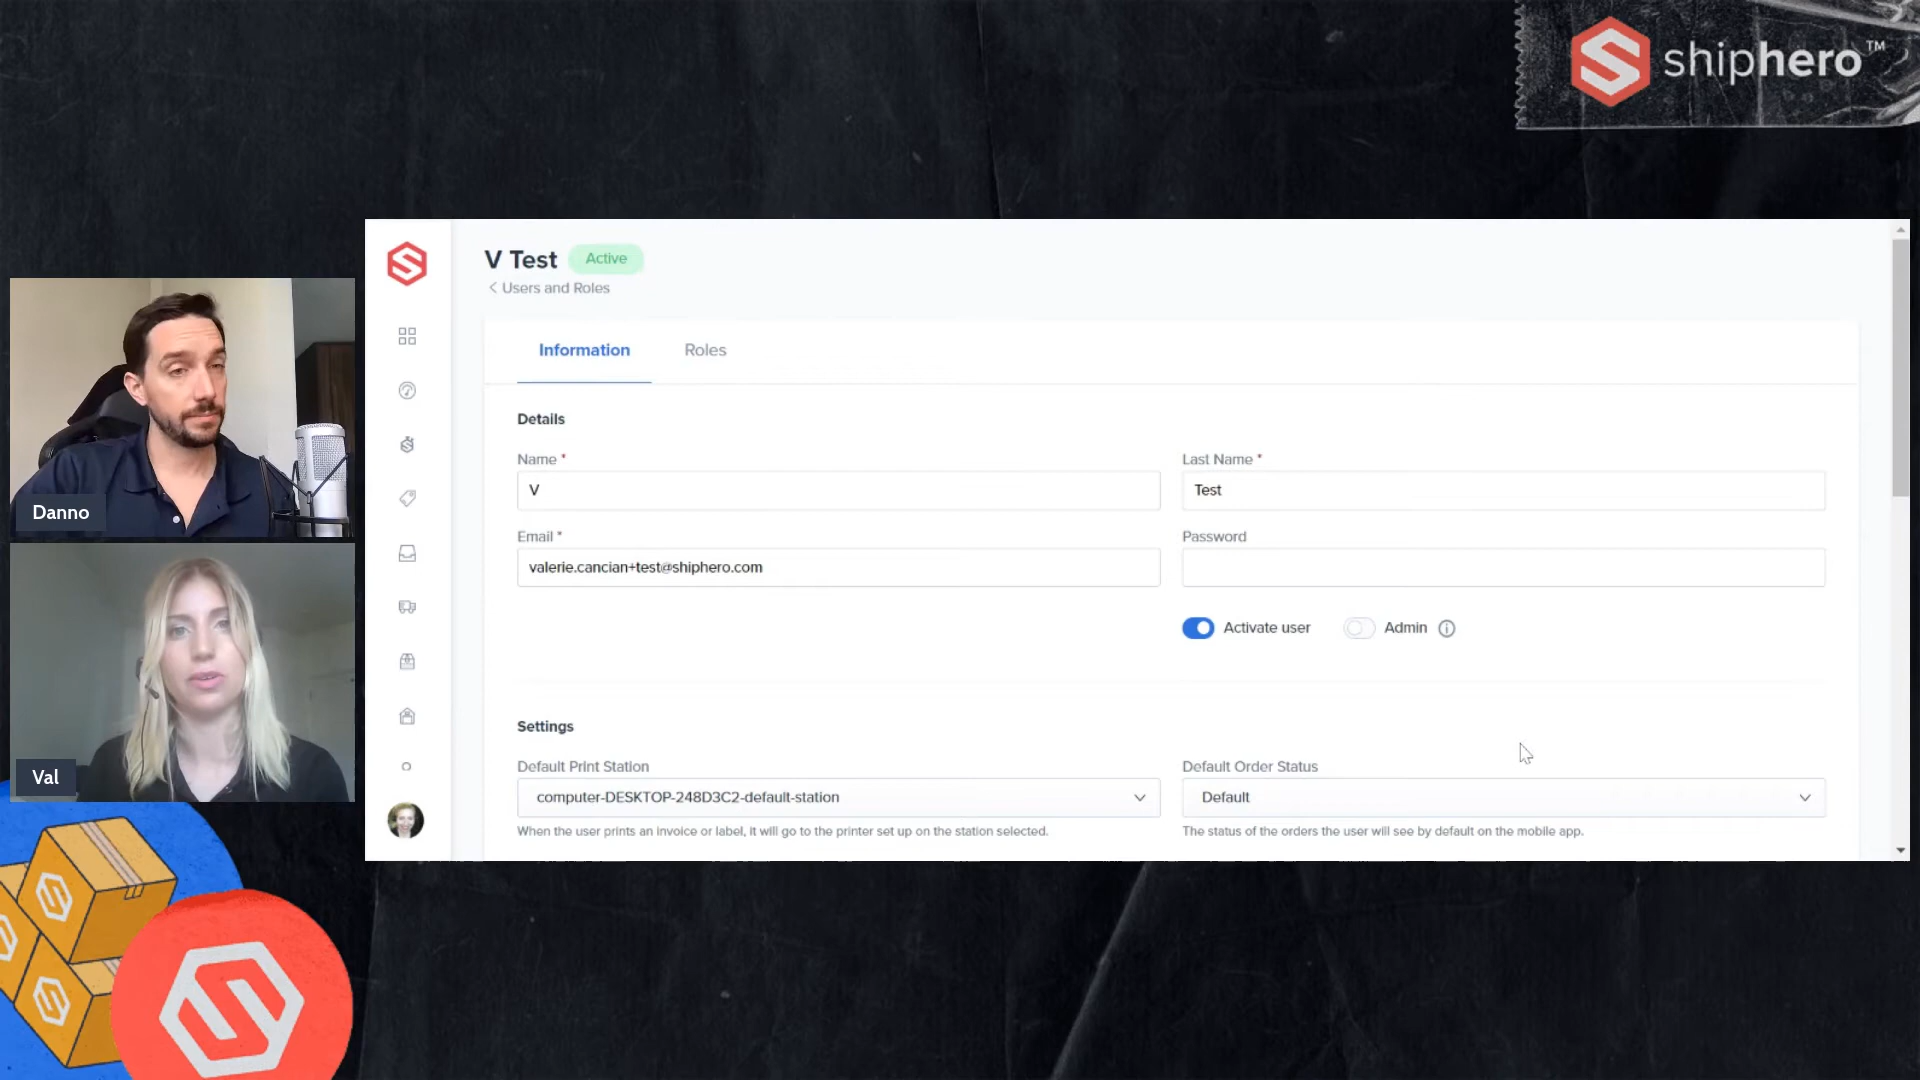 shiphero™
V Test
Active
< Users and Roles
Information
Roles
Details
Name *
V
Last Name *
Test
Email *
valerie.cancian+test@shiphero.com
Password
Activate user
Admin
Settings
Default Print Station
computer-DESKTOP-248D3C2-default-station
When the user prints an invoice or label, it will go to the printer set up on the station selected.
Default Order Status
Default
The status of the orders the user will see by default on the mobile app.
Danno
Val